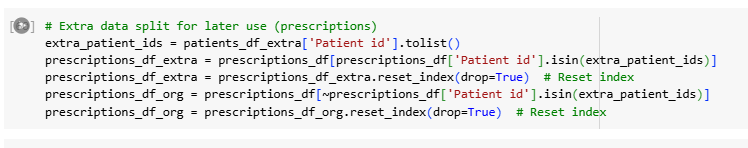 [ ] # Extra data split for later use (prescriptions)
extra_patient_ids = patients_df_extra['Patient id'].tolist()
prescriptions_df_extra = prescriptions_df[prescriptions_df['Patient id'].isin(extra_patient_ids)]
prescriptions_df_extra = prescriptions_df_extra.reset_index(drop=True)  # Reset index
prescriptions_df_org = prescriptions_df[~prescriptions_df['Patient id'].isin(extra_patient_ids)]
prescriptions_df_org = prescriptions_df_org.reset_index(drop=True)  # Reset index